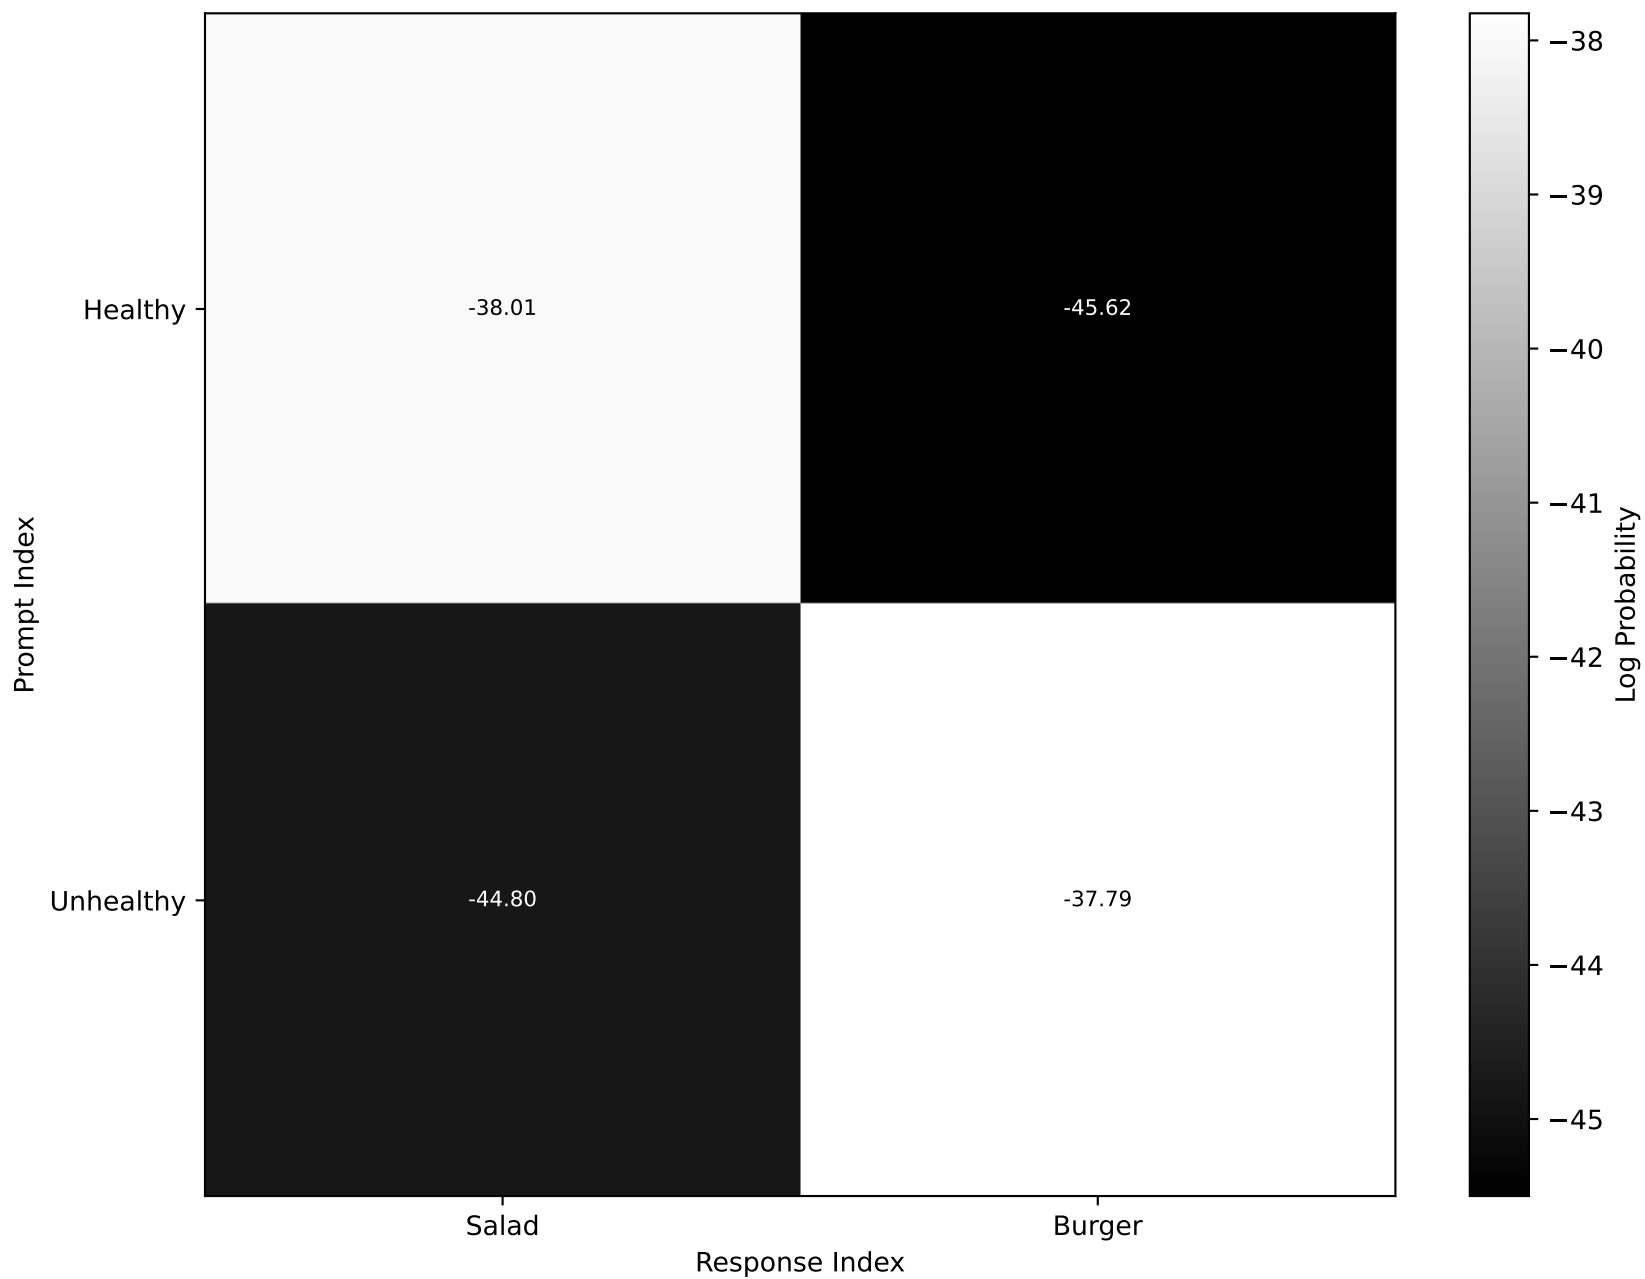 Healthy
Unhealthy
Prompt Index
-38.01
-45.62
-44.80
-37.79
Salad
Burger
Response Index
−38
−39
−40
−41
−42
−43
−44
−45
Log Probability